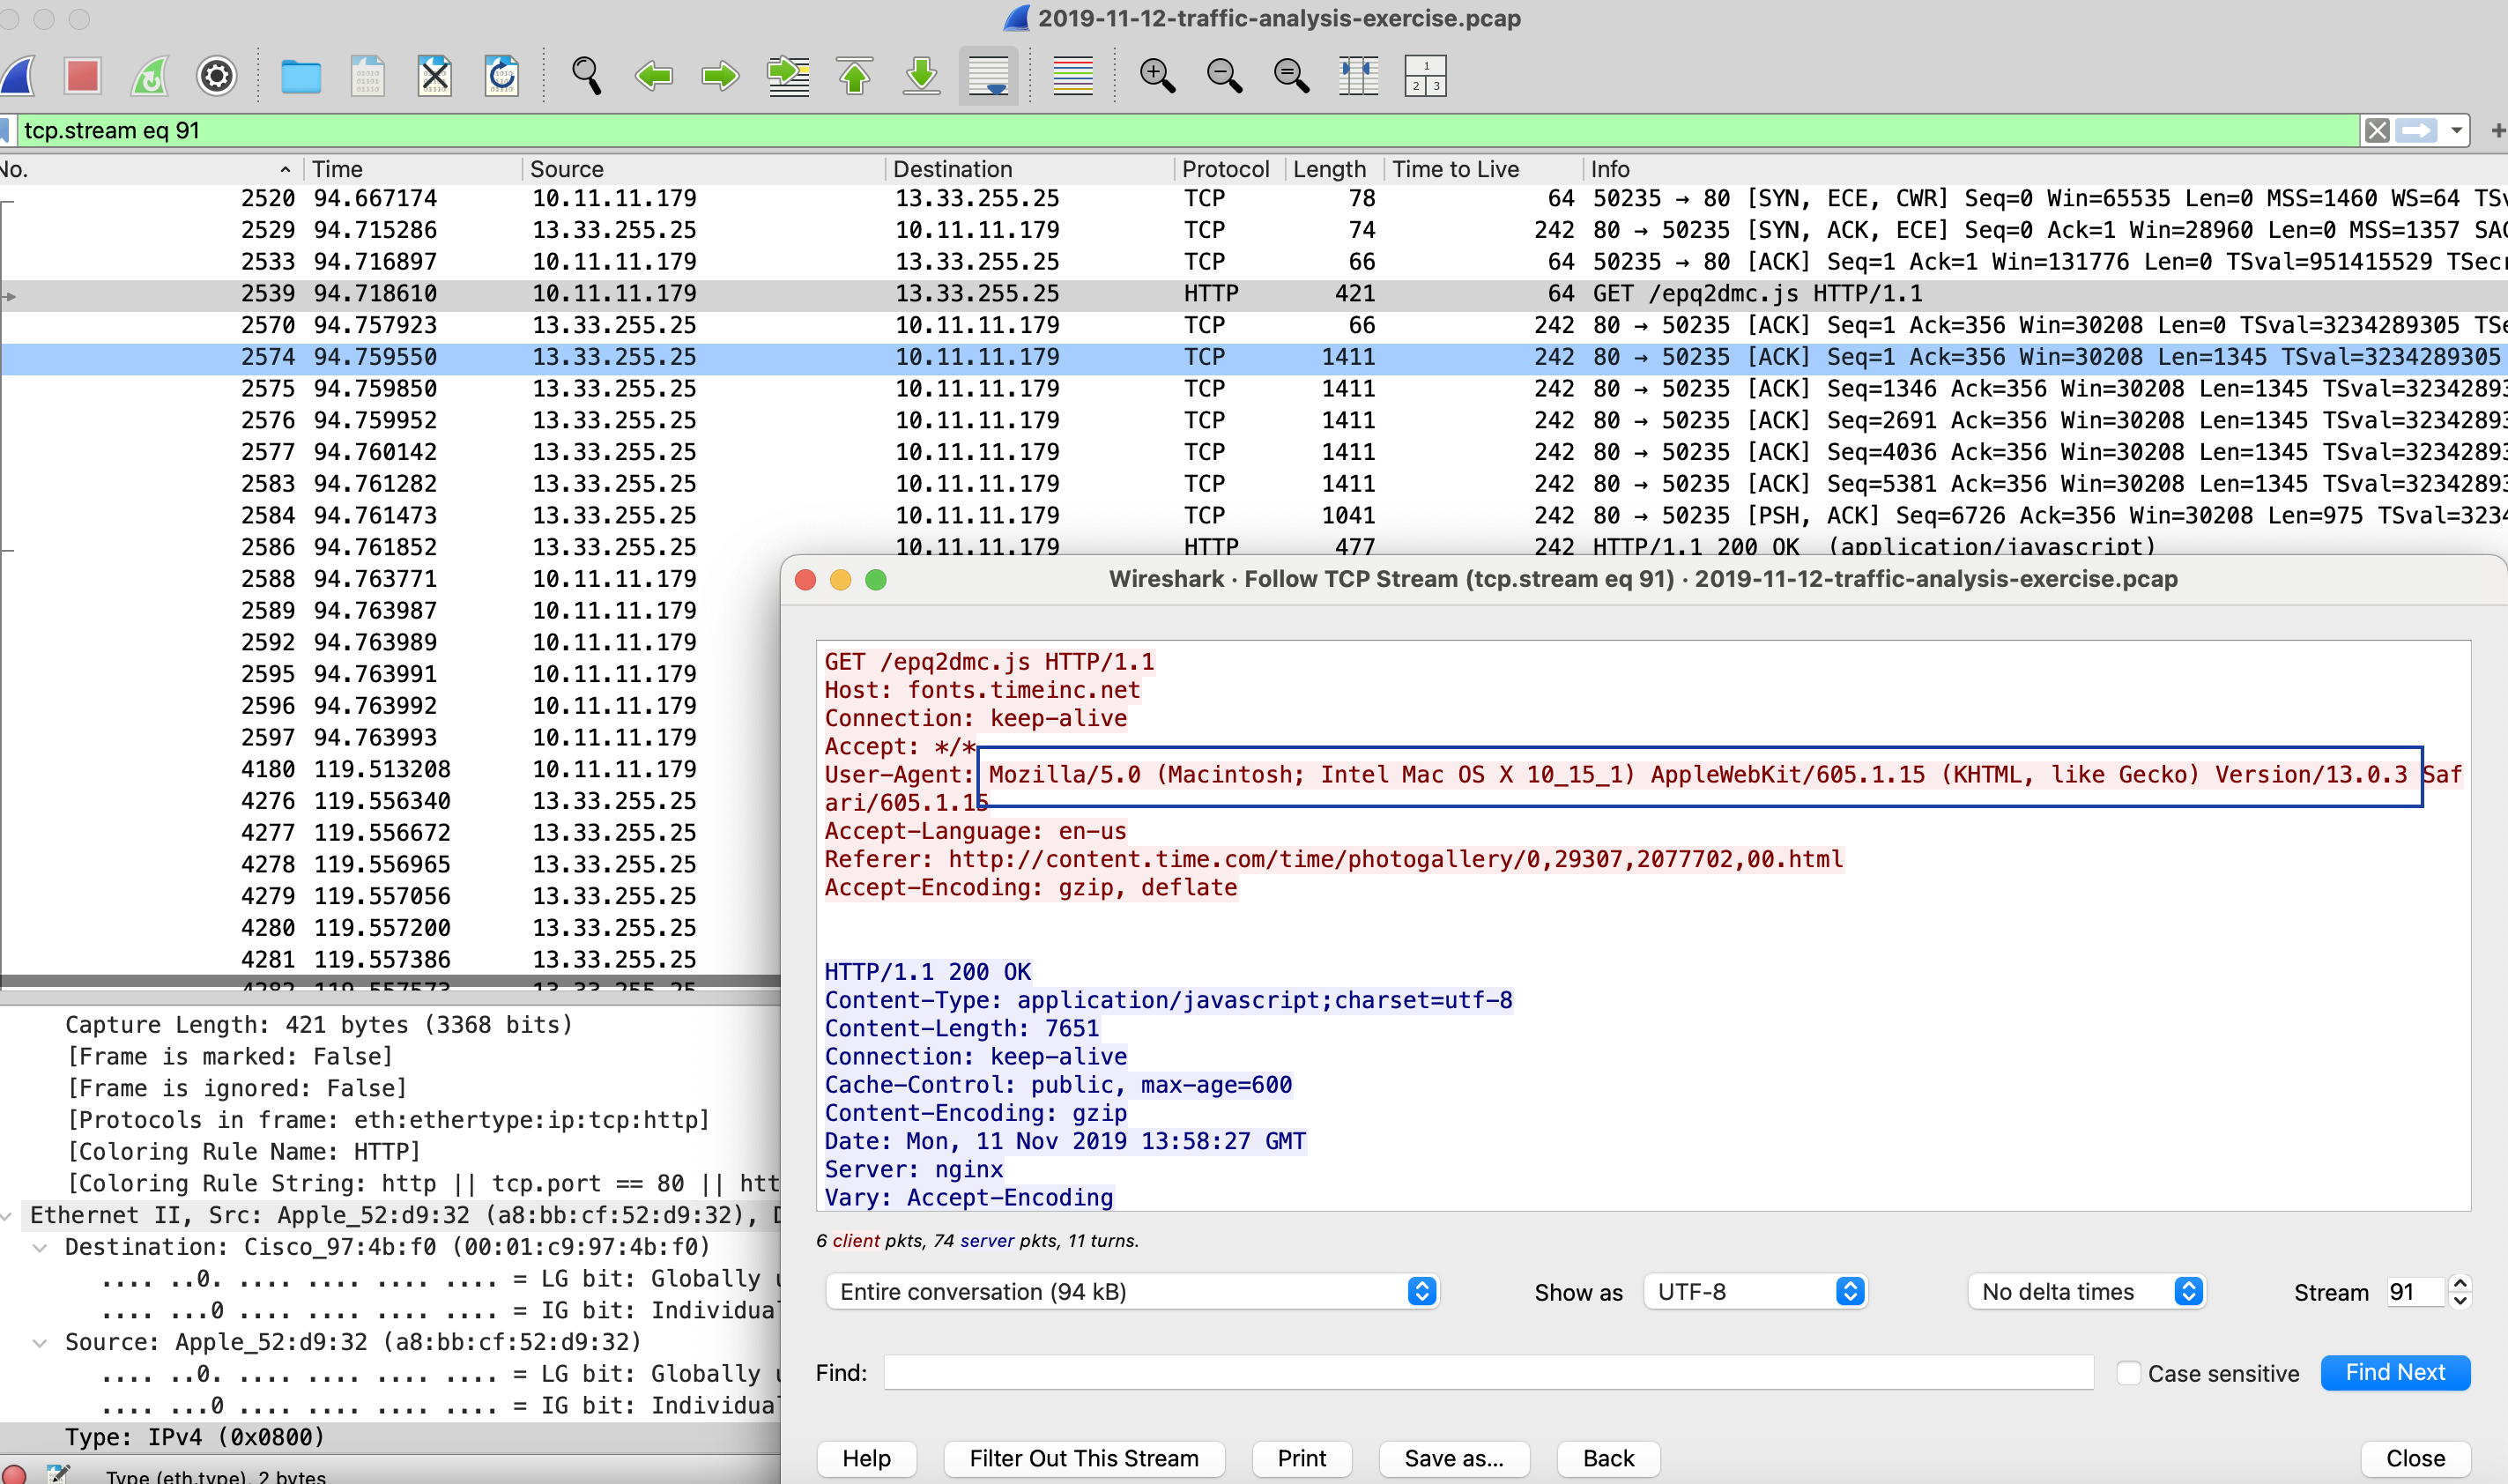 2019-11-12-traffic-analysis-exercise.pcap
tcp.stream eq 91
No. Time Source Destination Protocol Length Time to Live Info
2520 94.667174 10.11.11.179 13.33.255.25 TCP 78 64 50235 → 80 [SYN, ECE, CWR] Seq=0 Win=65535 Len=0 MSS=1460 WS=64
2529 94.715286 13.33.255.25 10.11.11.179 TCP 74 242 80 → 50235 [SYN, ACK, ECE] Seq=0 Ack=1 Win=28960 Len=0 MSS=1357
2533 94.716897 10.11.11.179 13.33.255.25 TCP 66 64 50235 → 80 [ACK] Seq=1 Ack=1 Win=131776 Len=0 TSval=951415529
2539 94.718610 10.11.11.179 13.33.255.25 HTTP 421 64 GET /epq2dmc.js HTTP/1.1
2570 94.757923 13.33.255.25 10.11.11.179 TCP 66 242 80 → 50235 [ACK] Seq=1 Ack=356 Win=30208 Len=0 TSval=3234289305
2574 94.759550 13.33.255.25 10.11.11.179 TCP 1411 242 80 → 50235 [ACK] Seq=1 Ack=356 Win=30208 Len=1345 TSval=3234289305
2575 94.759850 13.33.255.25 10.11.11.179 TCP 1411 242 80 → 50235 [ACK] Seq=1346 Ack=356 Win=30208 Len=1345
2576 94.759952 13.33.255.25 10.11.11.179 TCP 1411 242 80 → 50235 [ACK] Seq=2691 Ack=356 Win=30208 Len=1345
2577 94.760142 13.33.255.25 10.11.11.179 TCP 1411 242 80 → 50235 [ACK] Seq=4036 Ack=356 Win=30208 Len=1345
2583 94.761282 13.33.255.25 10.11.11.179 TCP 1411 242 80 → 50235 [ACK] Seq=5381 Ack=356 Win=30208 Len=1345
2584 94.761473 13.33.255.25 10.11.11.179 TCP 1041 242 80 → 50235 [PSH, ACK] Seq=6726 Ack=356 Win=30208 Len=975
2586 94.761852 13.33.255.25 10.11.11.179 HTTP 477 242 HTTP/1.1 200 OK (application/javascript)
2588 94.763771 10.11.11.179
2589 94.763987 10.11.11.179
2592 94.763989 10.11.11.179
2595 94.763991 10.11.11.179
2596 94.763992 10.11.11.179
2597 94.763993 10.11.11.179
4180 119.513208 10.11.11.179
4276 119.556340 13.33.255.25
4277 119.556672 13.33.255.25
4278 119.556965 13.33.255.25
4279 119.557056 13.33.255.25
4280 119.557200 13.33.255.25
4281 119.557386 13.33.255.25
4282 119.557573 13.33.255.25
Capture Length: 421 bytes (3368 bits)
[Frame is marked: False]
[Frame is ignored: False]
[Protocols in frame: eth:ethertype:ip:tcp:http]
[Coloring Rule Name: HTTP]
[Coloring Rule String: http || tcp.port == 80 || htt
Ethernet II, Src: Apple_52:d9:32 (a8:bb:cf:52:d9:32),
Destination: Cisco_97:4b:f0 (00:01:c9:97:4b:f0)
.... ..0. .... .... .... .... = LG bit: Globally
.... ...0 .... .... .... .... = IG bit: Individua
Source: Apple_52:d9:32 (a8:bb:cf:52:d9:32)
.... ..0. .... .... .... .... = LG bit: Globally
.... ...0 .... .... .... .... = IG bit: Individua
Type: IPv4 (0x0800)
Type (eth.type), 2 bytes
Wireshark · Follow TCP Stream (tcp.stream eq 91) · 2019-11-12-traffic-analysis-exercise.pcap
GET /epq2dmc.js HTTP/1.1
Host: fonts.timeinc.net
Connection: keep-alive
Accept: */*
User-Agent: Mozilla/5.0 (Macintosh; Intel Mac OS X 10_15_1) AppleWebKit/605.1.15 (KHTML, like Gecko) Version/13.0.3 Saf
ari/605.1.15
Accept-Language: en-us
Referer: http://content.time.com/time/photogallery/0,29307,2077702,00.html
Accept-Encoding: gzip, deflate
HTTP/1.1 200 OK
Content-Type: application/javascript;charset=utf-8
Content-Length: 7651
Connection: keep-alive
Cache-Control: public, max-age=600
Content-Encoding: gzip
Date: Mon, 11 Nov 2019 13:58:27 GMT
Server: nginx
Vary: Accept-Encoding
6 client pkts, 74 server pkts, 11 turns.
Entire conversation (94 kB) Show as UTF-8 No delta times Stream 91
Find: Case sensitive Find Next
Help Filter Out This Stream Print Save as... Back Close